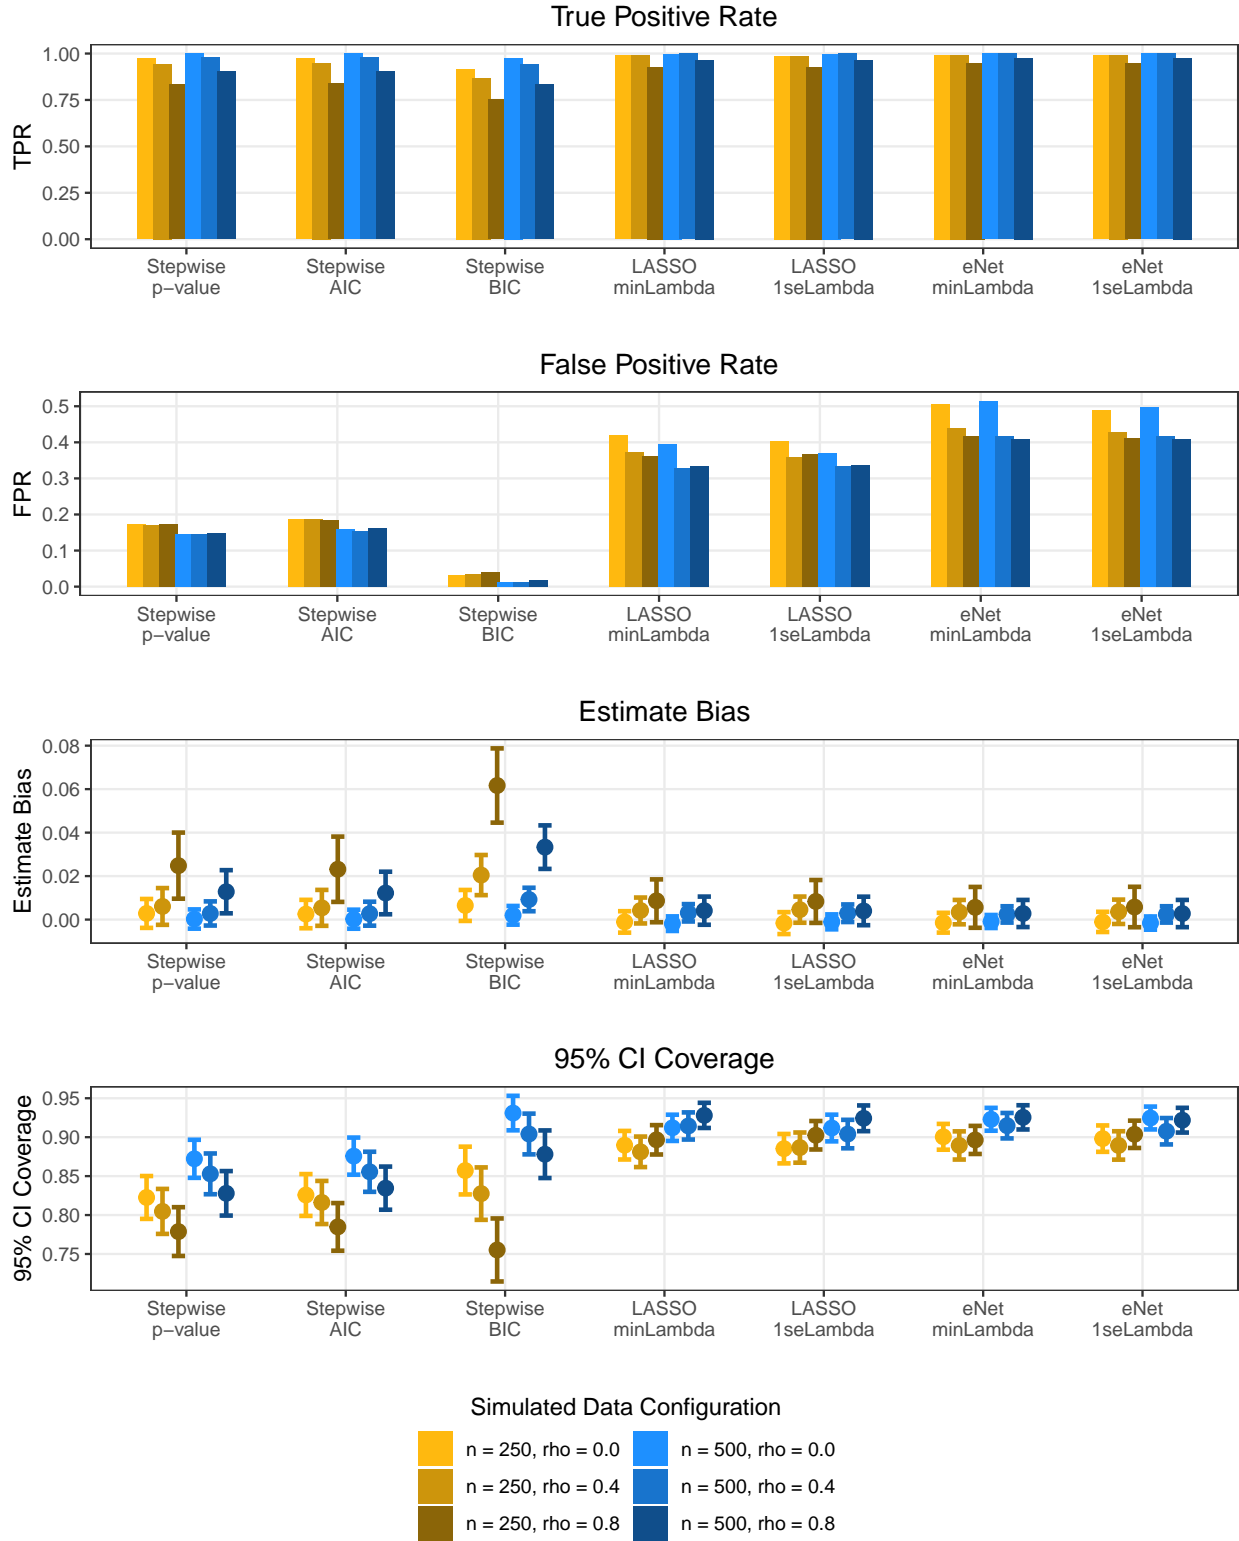 True Positive Rate
TPR
1.00
0.75
0.50
0.25
0.00
Stepwise Stepwise Stepwise LASSO LASSO eNet eNet
p−value AIC BIC minLambda 1seLambda minLambda 1seLambda
False Positive Rate
FPR
0.5
0.4
0.3
0.2
0.1
0.0
Stepwise Stepwise Stepwise LASSO LASSO eNet eNet
p−value AIC BIC minLambda 1seLambda minLambda 1seLambda
Estimate Bias
Estimate Bias
0.08
0.06
0.04
0.02
0.00
Stepwise Stepwise Stepwise LASSO LASSO eNet eNet
p−value AIC BIC minLambda 1seLambda minLambda 1seLambda
95% CI Coverage
95% CI Coverage
0.95
0.90
0.85
0.80
0.75
Stepwise Stepwise Stepwise LASSO LASSO eNet eNet
p−value AIC BIC minLambda 1seLambda minLambda 1seLambda
Simulated Data Configuration
n = 250, rho = 0.0 n = 500, rho = 0.0
n = 250, rho = 0.4 n = 500, rho = 0.4
n = 250, rho = 0.8 n = 500, rho = 0.8